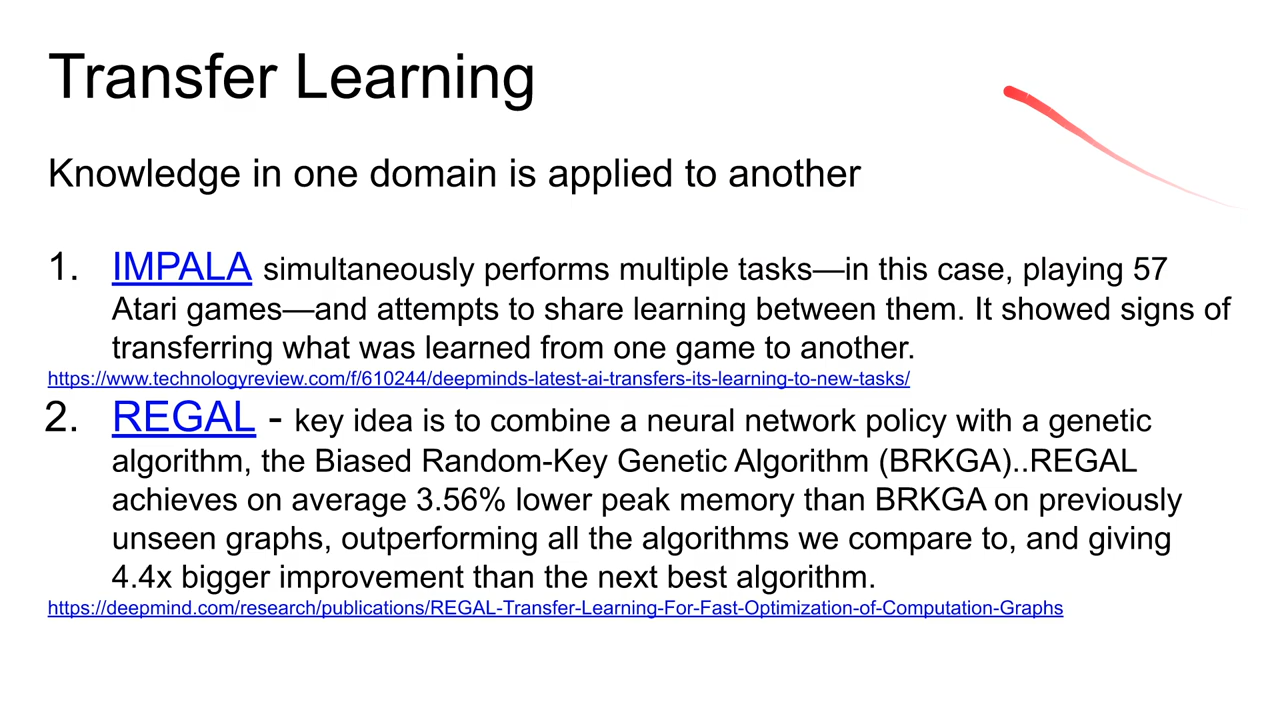 Transfer Learning
Knowledge in one domain is applied to another
1. IMPALA simultaneously performs multiple tasks—in this case, playing 57
Atari games—and attempts to share learning between them. It showed signs of
transferring what was learned from one game to another.
https://www.technologyreview.com/f/610244/deepminds-latest-ai-transfers-its-learning-to-new-tasks/
2. REGAL - key idea is to combine a neural network policy with a genetic
algorithm, the Biased Random-Key Genetic Algorithm (BRKGA)..REGAL
achieves on average 3.56% lower peak memory than BRKGA on previously
unseen graphs, outperforming all the algorithms we compare to, and giving
4.4x bigger improvement than the next best algorithm.
https://deepmind.com/research/publications/REGAL-Transfer-Learning-For-Fast-Optimization-of-Computation-Graphs